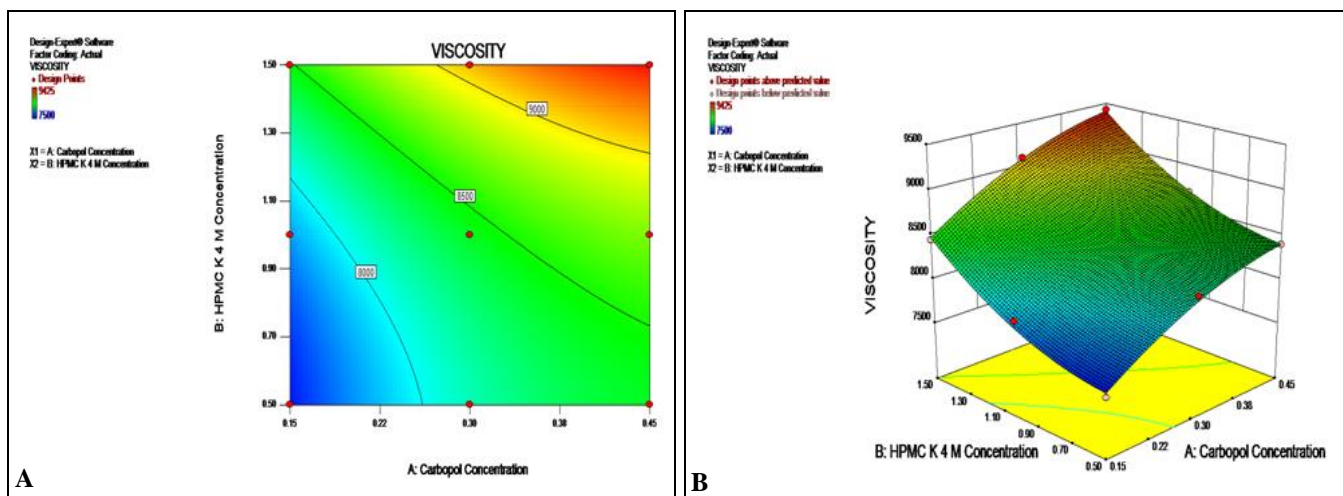 Design-Expert® Software
Factor Coding: Actual
VISCOSITY
Design Points
9425
7500
X1 = A: Carbopol Concentration
X2 = B: HPMC K 4 M Concentration
VISCOSITY
B: HPMC K 4 M Concentration
1.50
1.30
1.10
0.90
0.70
0.50
9000
8500
8000
0.15
0.22
0.30
0.38
0.45
A: Carbopol Concentration
A
Design-Expert® Software
Factor Coding: Actual
VISCOSITY
Design points above predicted value
Design points below predicted value
9425
7500
X1 = A: Carbopol Concentration
X2 = B: HPMC K 4 M Concentration
VISCOSITY
9500
9000
8500
8000
7500
1.50
1.30
1.10
0.90
0.70
0.50
0.15
0.22
0.30
0.38
0.45
B: HPMC K 4 M Concentration
A: Carbopol Concentration
B